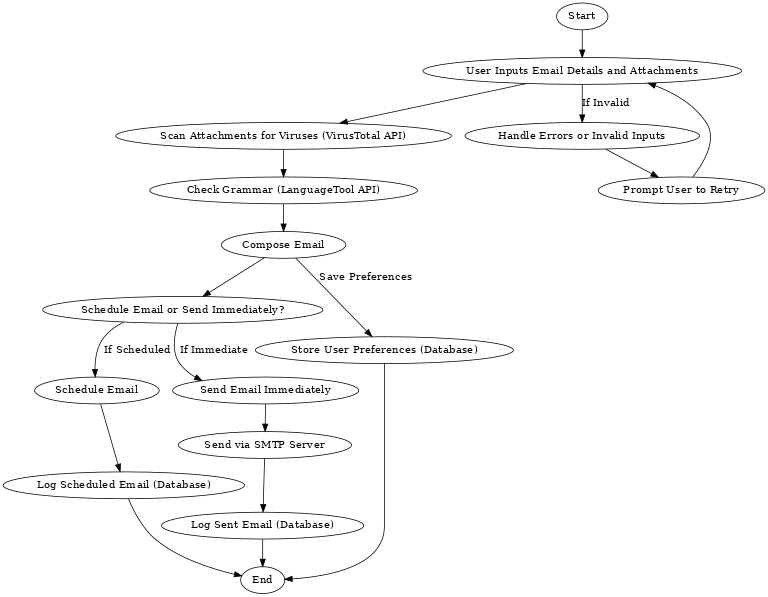 Start
User Inputs Email Details and Attachments
If Invalid
Scan Attachments for Viruses (VirusTotal API)
Handle Errors or Invalid Inputs
Check Grammar (LanguageTool API)
Prompt User to Retry
Compose Email
Save Preferences
Schedule Email or Send Immediately?
If Scheduled
If Immediate
Store User Preferences (Database)
Schedule Email
Send Email Immediately
Send via SMTP Server
Log Scheduled Email (Database)
Log Sent Email (Database)
End